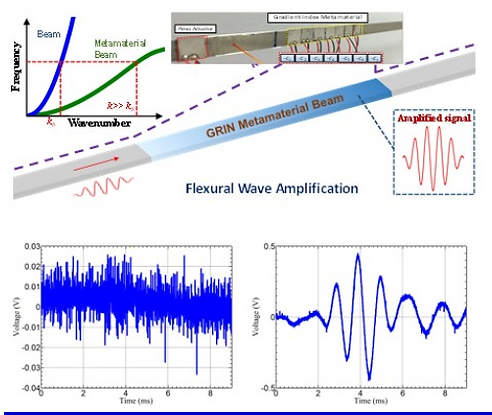 Piezo Actuator
Gradient-index Metamaterial
Beam
Metamaterial
Beam
Frequency
k>> k₀
k₀
Wavenumber
GRIN Metamaterial Beam
Amplified signal
Flexural Wave Amplification
0.03
0.02
0.01
0
-0.01
-0.02
-0.03
-0.04
Voltage (V)
0
2
4
6
8
Time (ms)
0.5
0
-0.5
Voltage (V)
0
2
4
6
8
Time (ms)